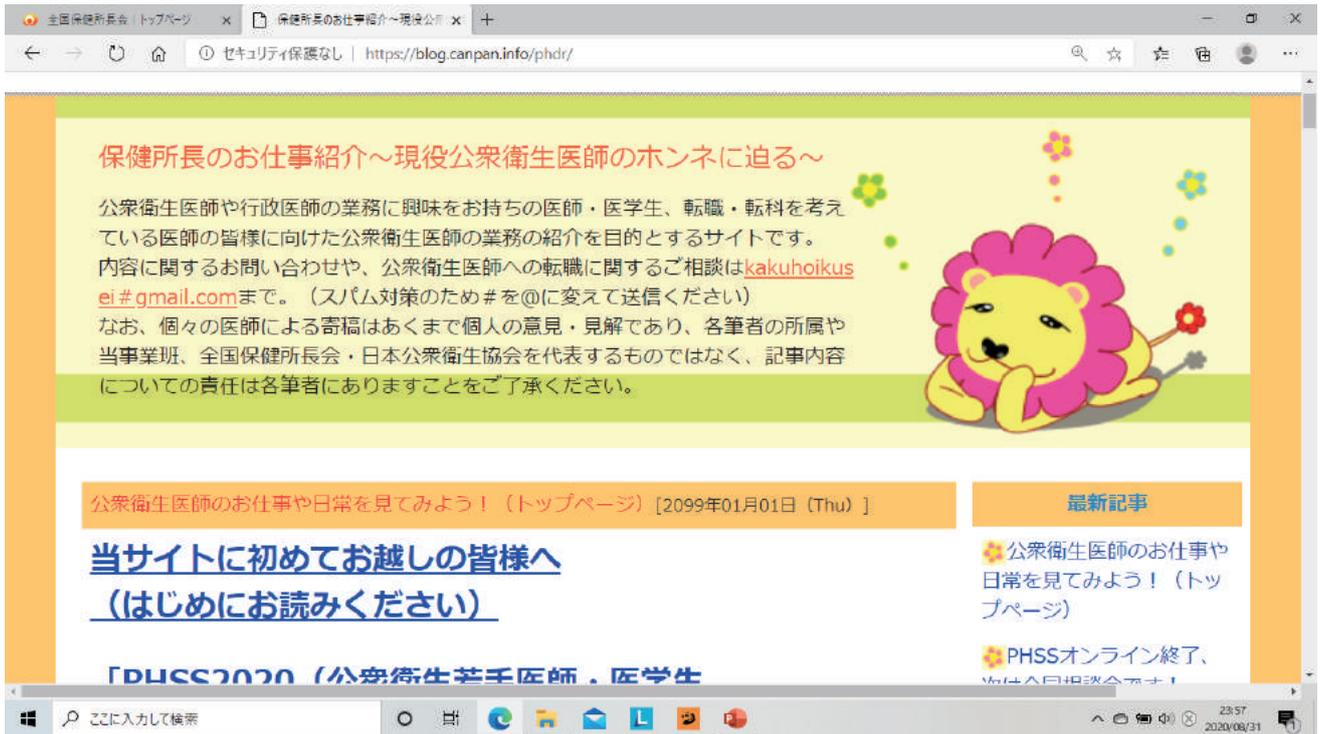 全国保健所長会 | トップページ
保健所長のお仕事紹介～現役公
セキュリティ保護なし | https://blog.canpan.info/phdr/
保健所長のお仕事紹介～現役公衆衛生医師のホンネに迫る～
公衆衛生医師や行政医師の業務に興味をお持ちの医師・医学生、転職・転科を考え
ている医師の皆様に向けた公衆衛生医師の業務の紹介を目的とするサイトです。
内容に関するお問い合わせや、公衆衛生医師への転職に関するご相談はkakuhoikus
ei#gmail.comまで。（スパム対策のため＃を@に変えて送信ください）
なお、個々の医師による寄稿はあくまで個人の意見・見解であり、各筆者の所属や
当事業班、全国保健所長会・日本公衆衛生協会を代表するものではなく、記事内容
についての責任は各筆者にありますことをご了承ください。
公衆衛生医師のお仕事や日常を見てみよう！（トップページ）[2099年01月01日（Thu）]
当サイトに初めてお越しの皆様へ
（はじめにお読みください）
「PHSS2020（公衆衛生若手医師・医学生
最新記事
公衆衛生医師のお仕事や
日常を見てみよう！（トッ
プページ）
PHSSオンライン終了、
次は合同相談会です！
ここに入力して検索
23:57
2020/08/31